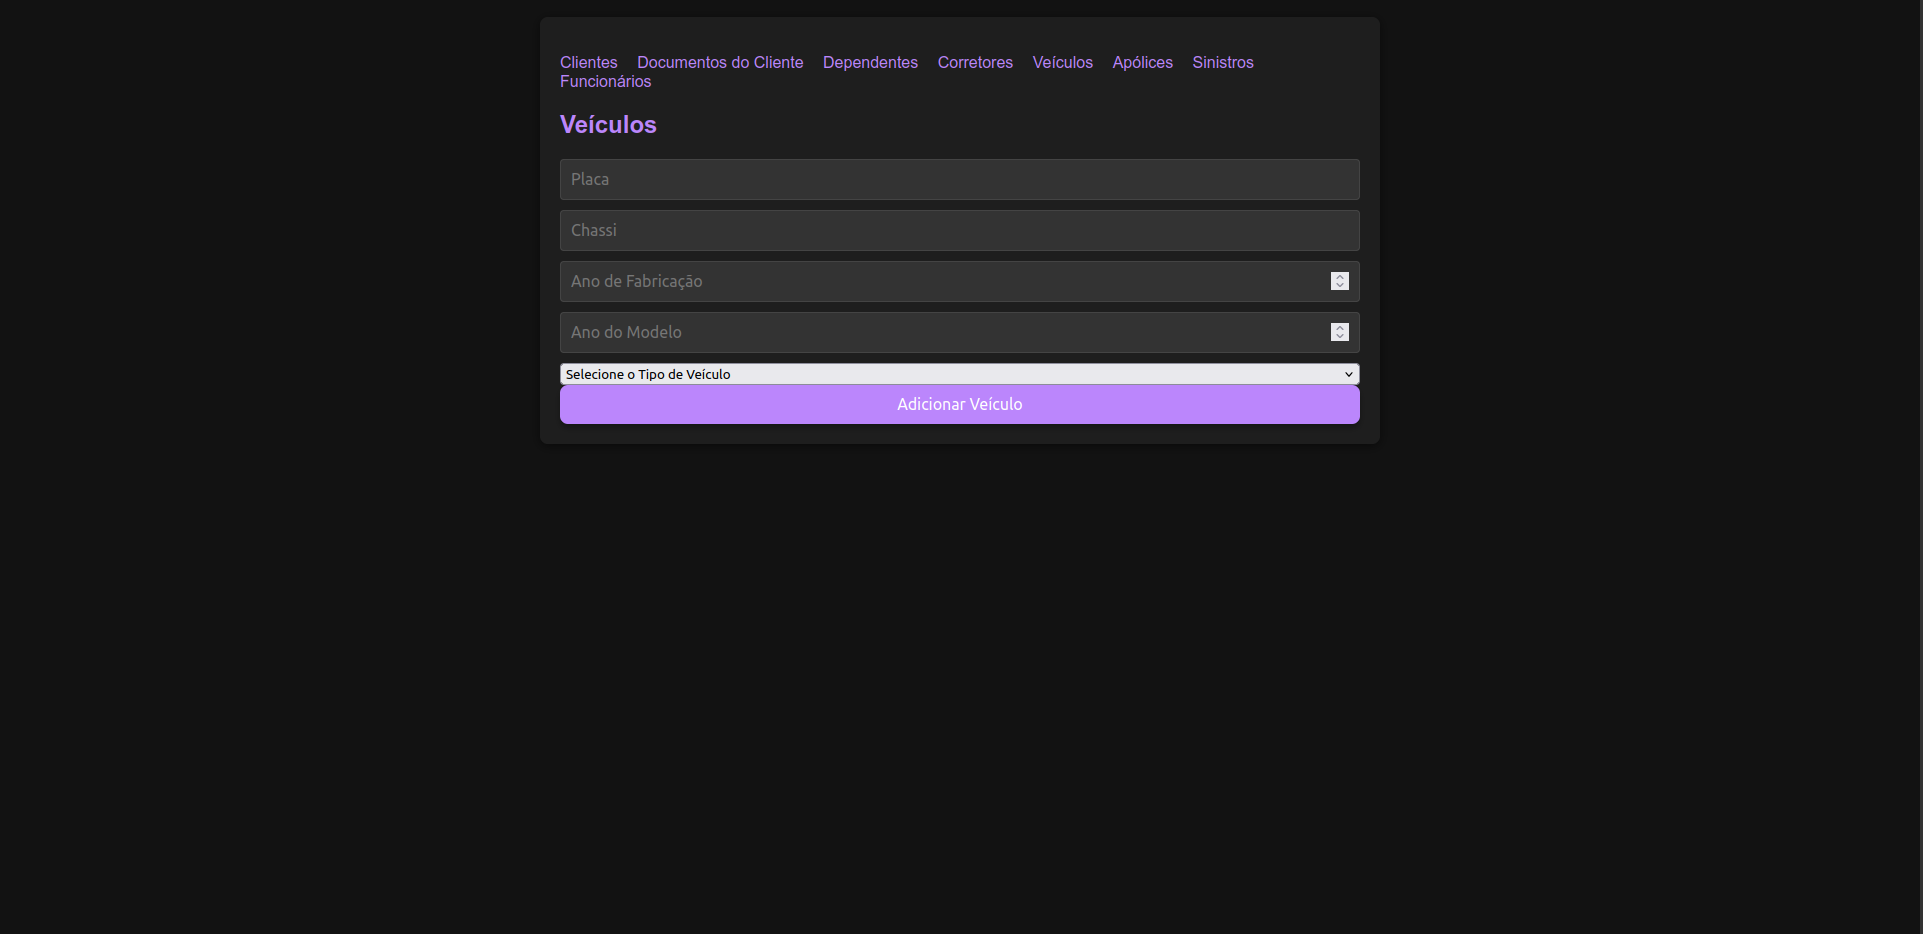 Clientes Documentos do Cliente Dependentes Corretores Veículos Apólices Sinistros
Funcionários
Veículos
Placa
Chassi
Ano de Fabricação
Ano do Modelo
Selecione o Tipo de Veículo
Adicionar Veículo